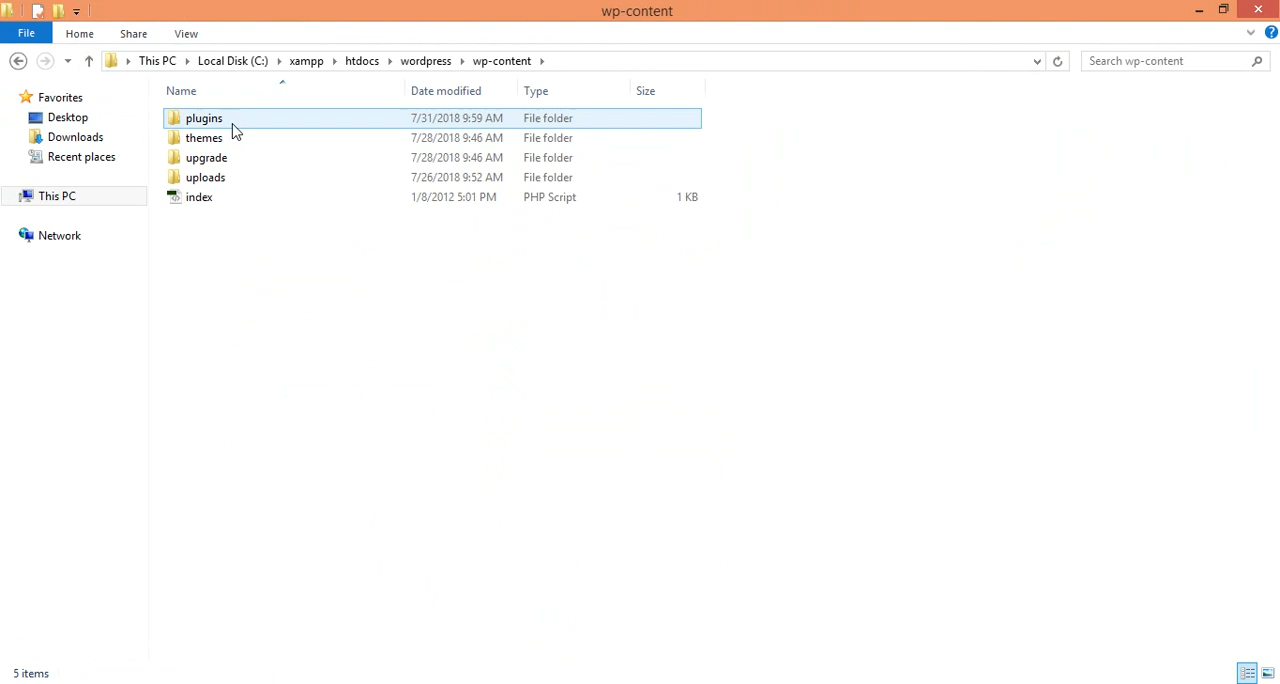 wp-content
File Home Share View
This PC Local Disk (C:) xampp htdocs wordpress wp-content Search wp-content
Name Date modified Type Size
Favorites
Desktop
Downloads
Recent places
This PC
Network
plugins 7/31/2018 9:59 AM File folder
themes 7/28/2018 9:46 AM File folder
upgrade 7/28/2018 9:46 AM File folder
uploads 7/26/2018 9:52 AM File folder
index 1/8/2012 5:01 PM PHP Script 1 KB
5 items